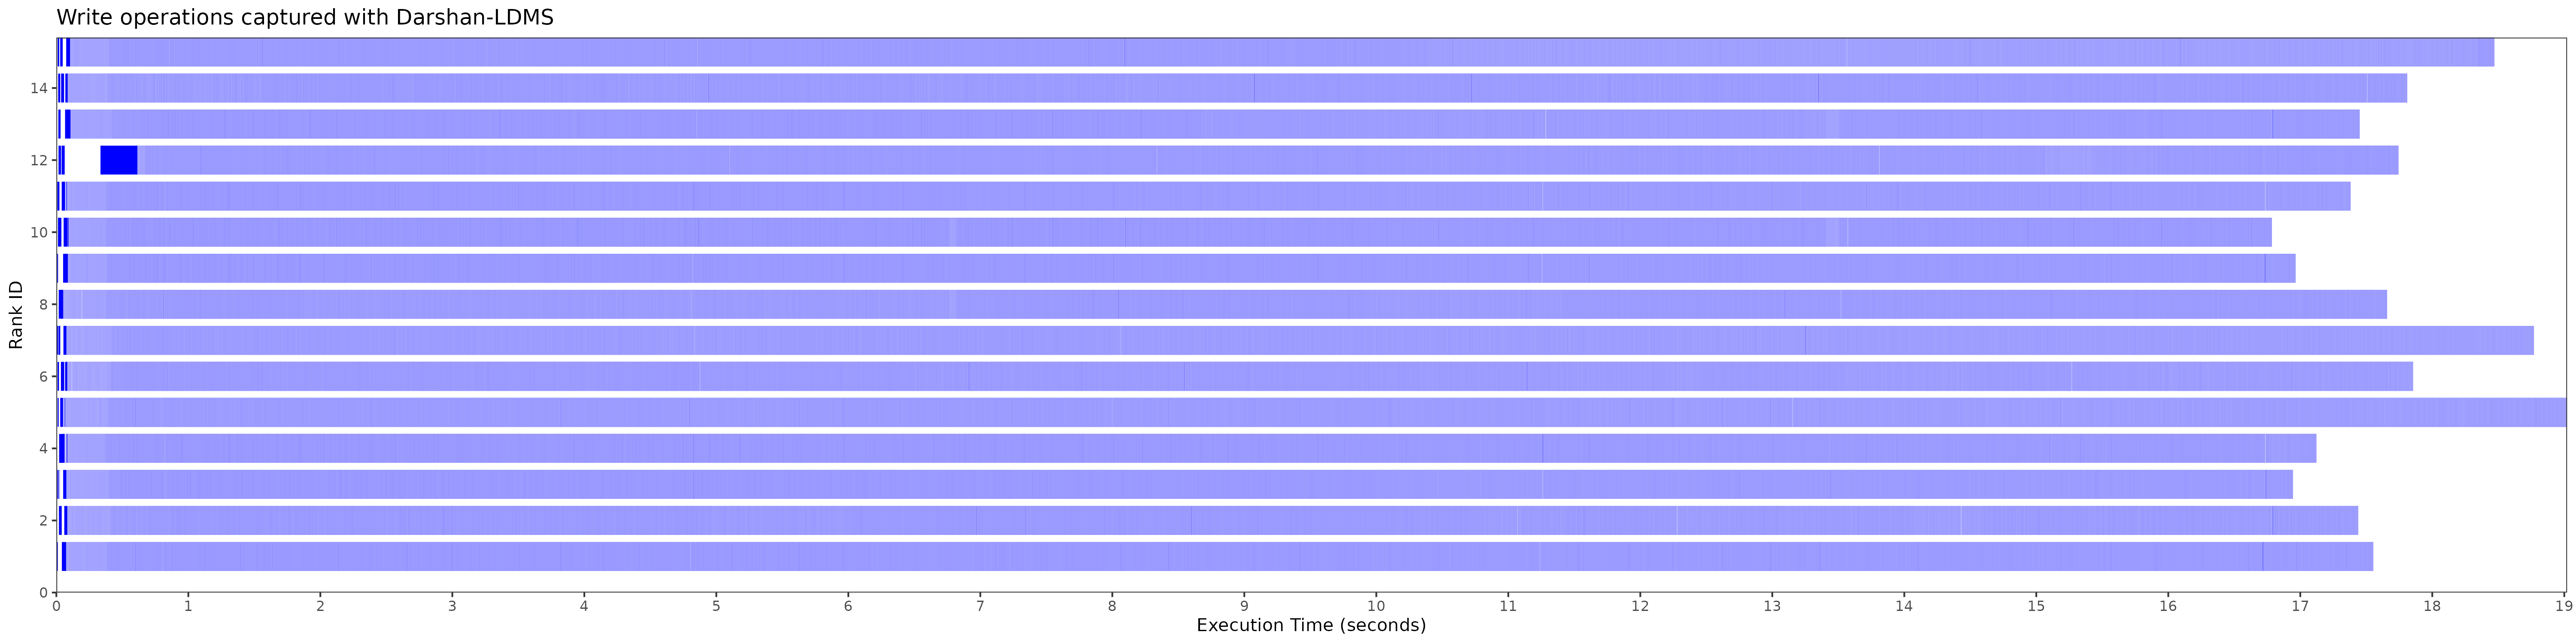 Write operations captured with Darshan-LDMS
Rank ID
14
12
10
8
6
4
2
0
0 1 2 3 4 5 6 7 8 9 10 11 12 13 14 15 16 17 18 19
Execution Time (seconds)